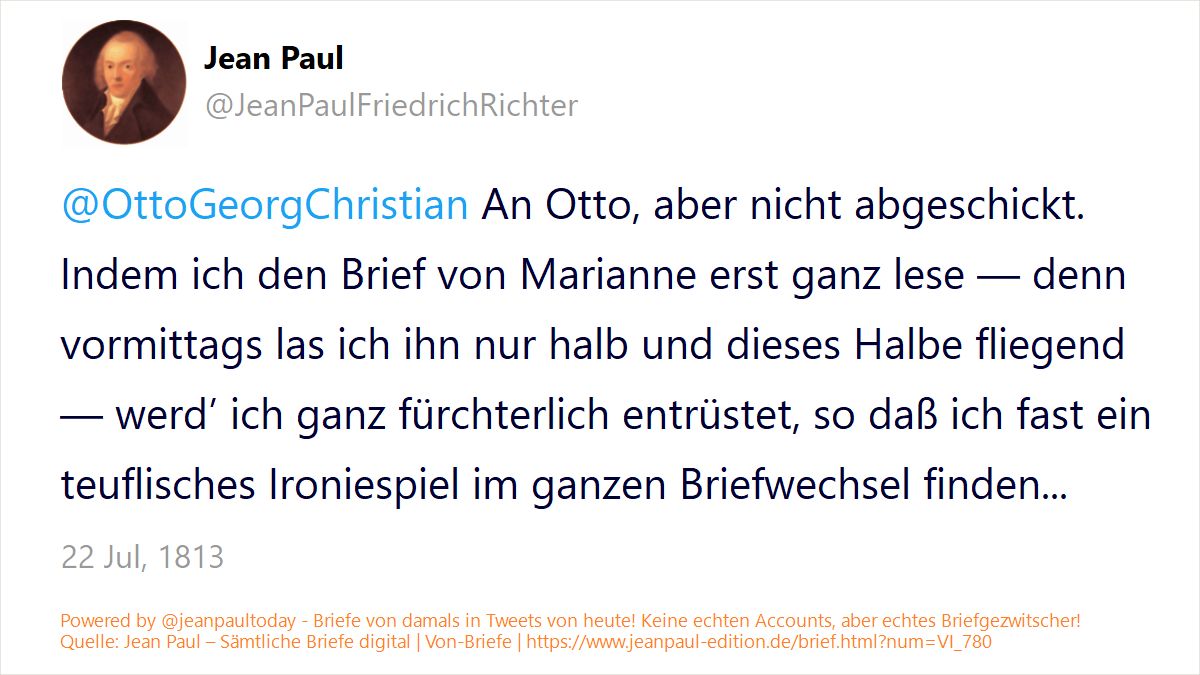 Jean Paul
@JeanPaulFriedrichRichter
@OttoGeorgChristian An Otto, aber nicht abgeschickt.
Indem ich den Brief von Marianne erst ganz lese — denn
vormittags las ich ihn nur halb und dieses Halbe fliegend
— werd’ ich ganz fürchterlich entrüstet, so daß ich fast ein
teuflisches Ironiespiel im ganzen Briefwechsel finden...
22 Jul, 1813
Powered by @jeanpaultoday - Briefe von damals in Tweets von heute! Keine echten Accounts, aber echtes Briefgezwitscher!
Quelle: Jean Paul – Sämtliche Briefe digital | Von-Briefe | https://www.jeanpaul-edition.de/brief.html?num=VI_780